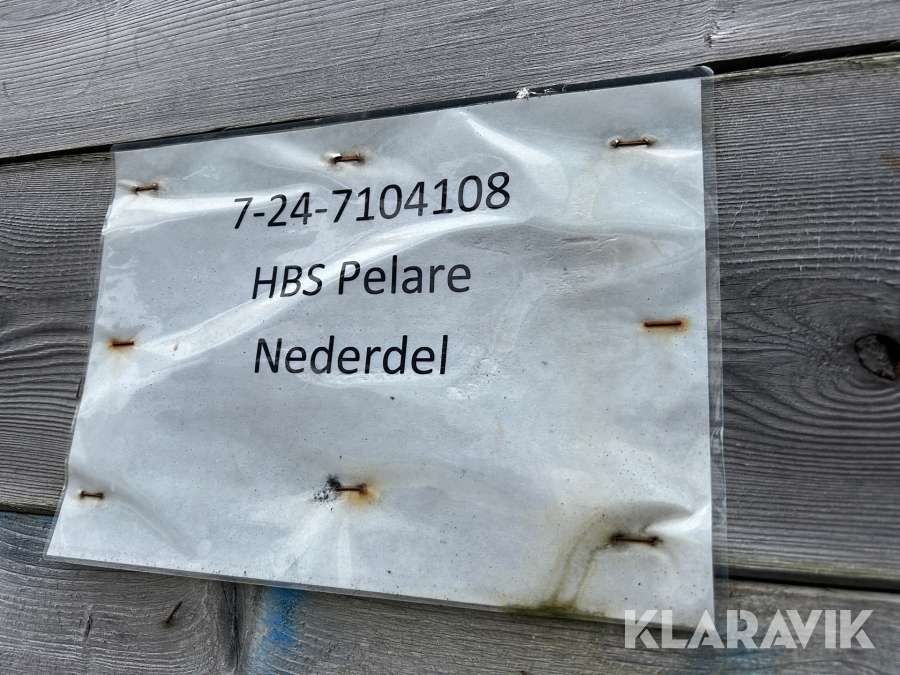 7-24-7104108
HBS Pelare
Nederdel
KLARAVIK